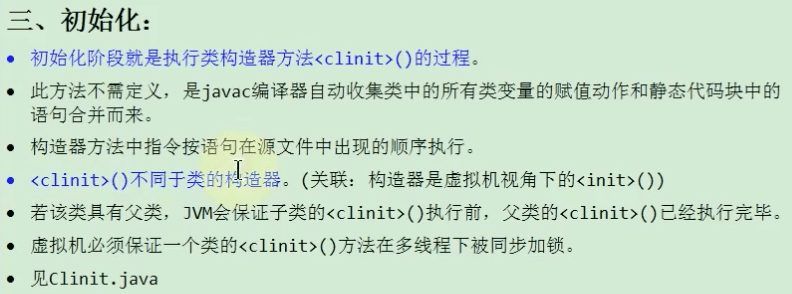 三、初始化：
初始化阶段就是执行类构造器方法<clinit>()的过程。
此方法不需定义，是javac编译器自动收集类中的所有类变量的赋值动作和静态代码块中的
语句合并而来。
构造器方法中指令按语句在源文件中出现的顺序执行。
<clinit>()不同于类的构造器。(关联：构造器是虚拟机视角下的<init>())
若该类具有父类，JVM会保证子类的<clinit>()执行前，父类的<clinit>()已经执行完毕。
虚拟机必须保证一个类的<clinit>()方法在多线程下被同步加锁。
见Clinit.java